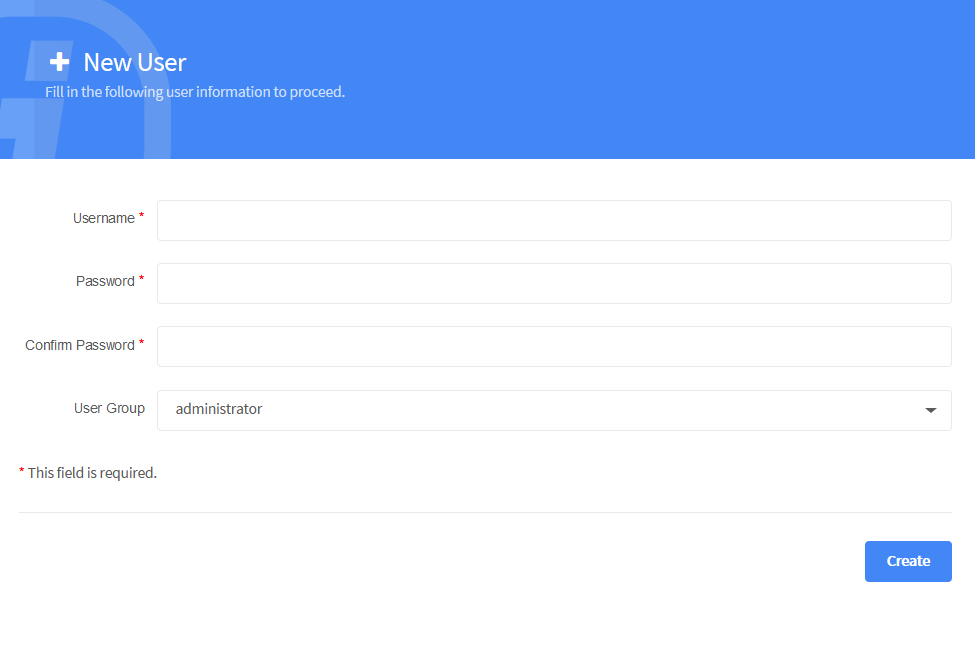 New User
Fill in the following user information to proceed.
Username *
Password *
Confirm Password *
User Group administrator
* This field is required.
Create